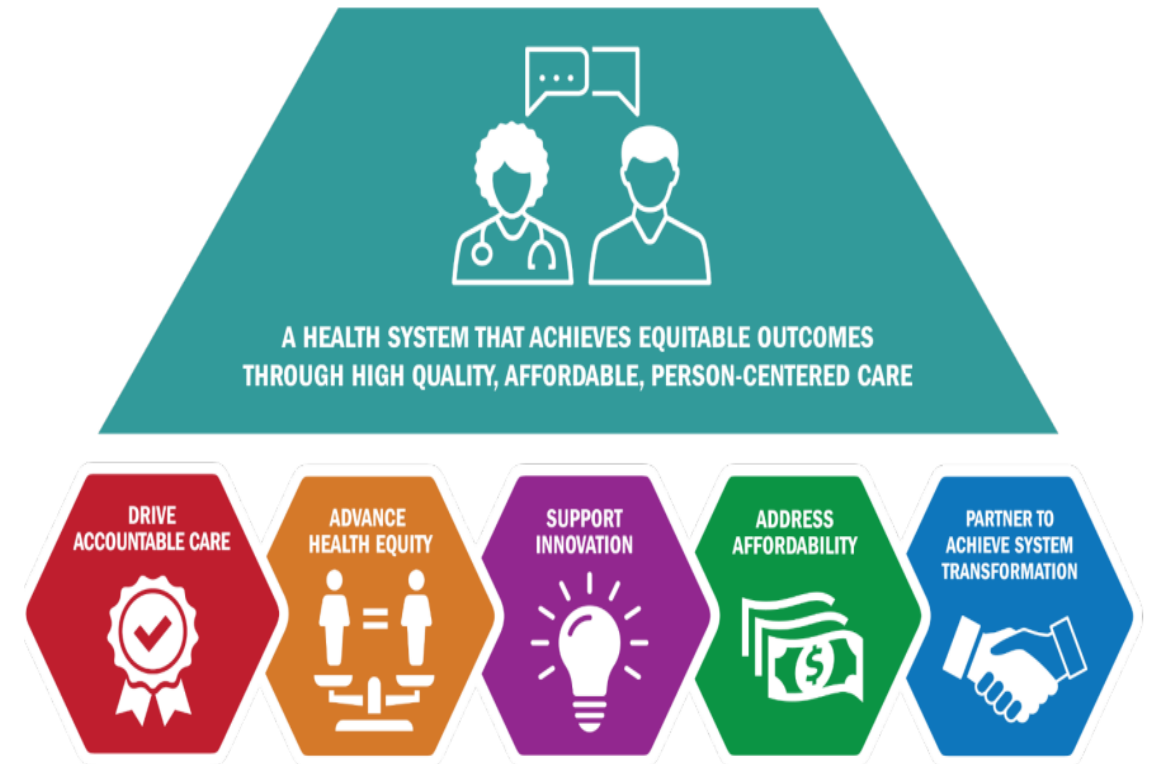 A HEALTH SYSTEM THAT ACHIEVES EQUITABLE OUTCOMES
THROUGH HIGH QUALITY, AFFORDABLE, PERSON-CENTERED CARE
DRIVE
ACCOUNTABLE CARE
ADVANCE
HEALTH EQUITY
=
SUPPORT
INNOVATION
ADDRESS
AFFORDABILITY
$
PARTNER TO
ACHIEVE SYSTEM
TRANSFORMATION